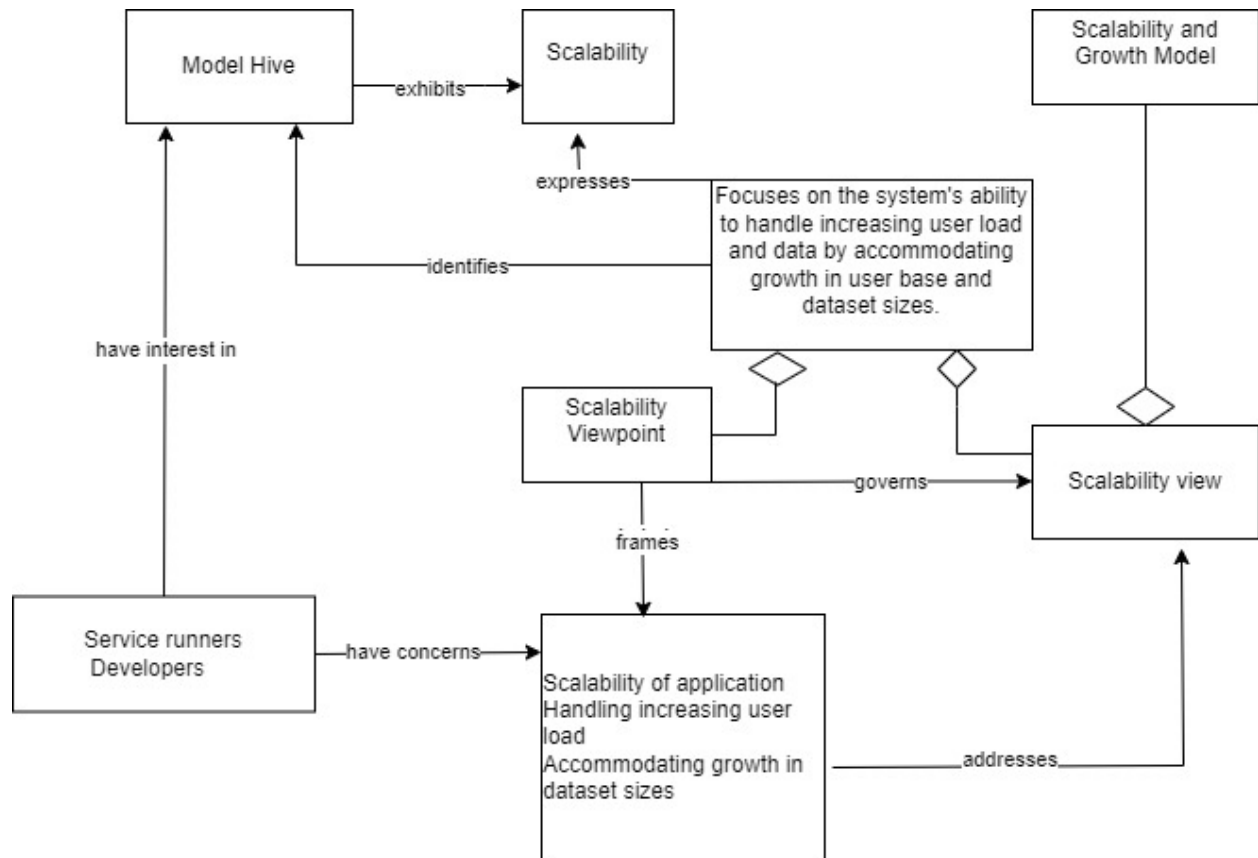 Model Hive
exhibits
Scalability
Scalability and
Growth Model
expresses
Focuses on the system's ability
to handle increasing user load
and data by accommodating
growth in user base and
dataset sizes.
identifies
have interest in
Scalability
Viewpoint
governs
Scalability view
frames
Service runners
Developers
have concerns
Scalability of application
Handling increasing user
load
Accommodating growth in
dataset sizes
addresses